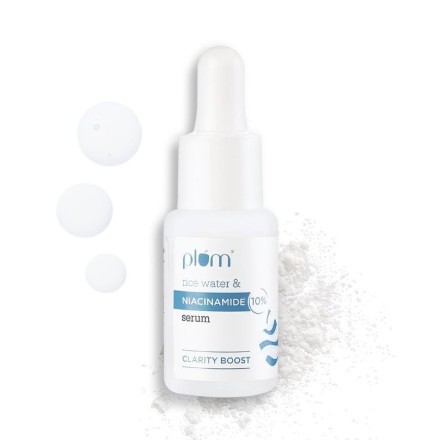 plum
rice water &
NIACINAMIDE 10%
serum
CLARITY BOOST